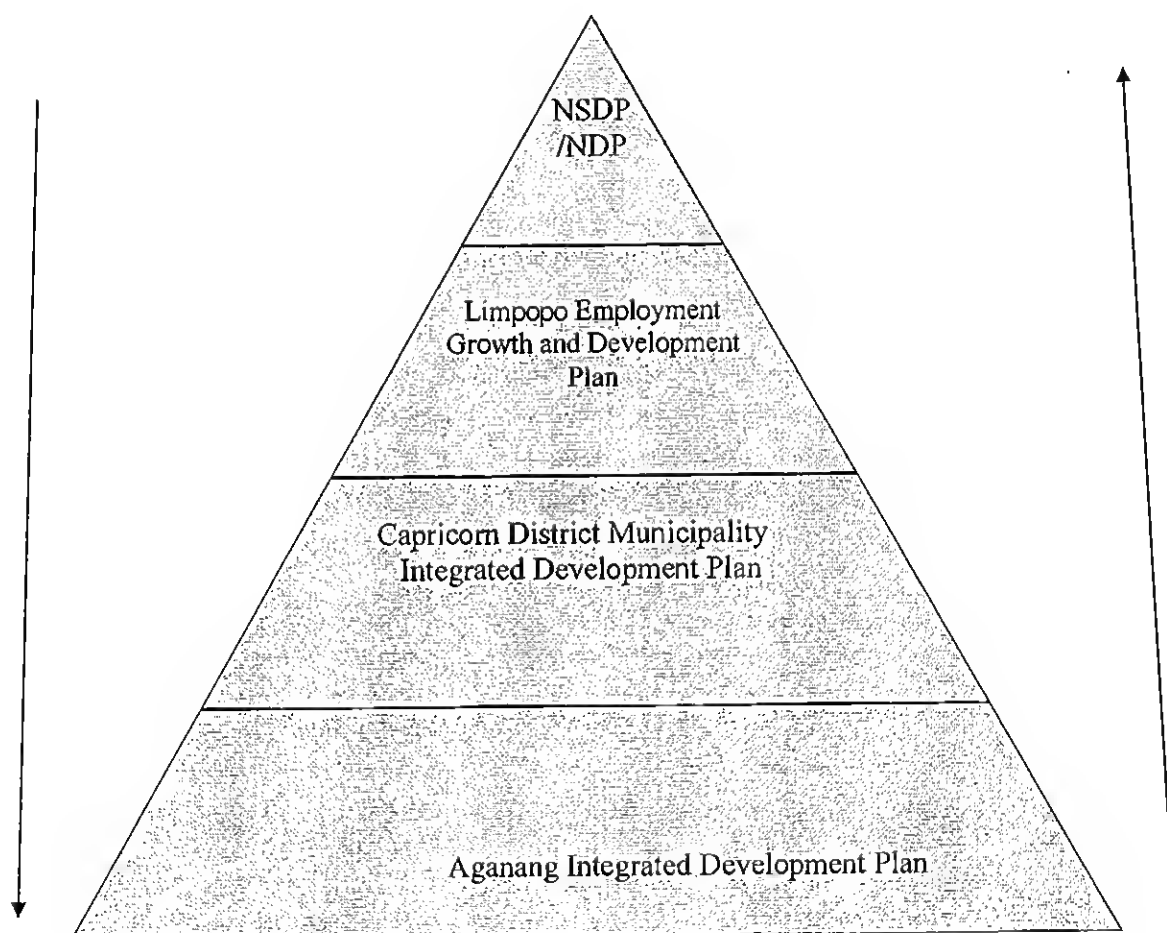 NSDP
/NDP
Limpopo Employment
Growth and Development
Plan
Capricorn District Municipality
Integrated Development Plan
Aganang Integrated Development Plan